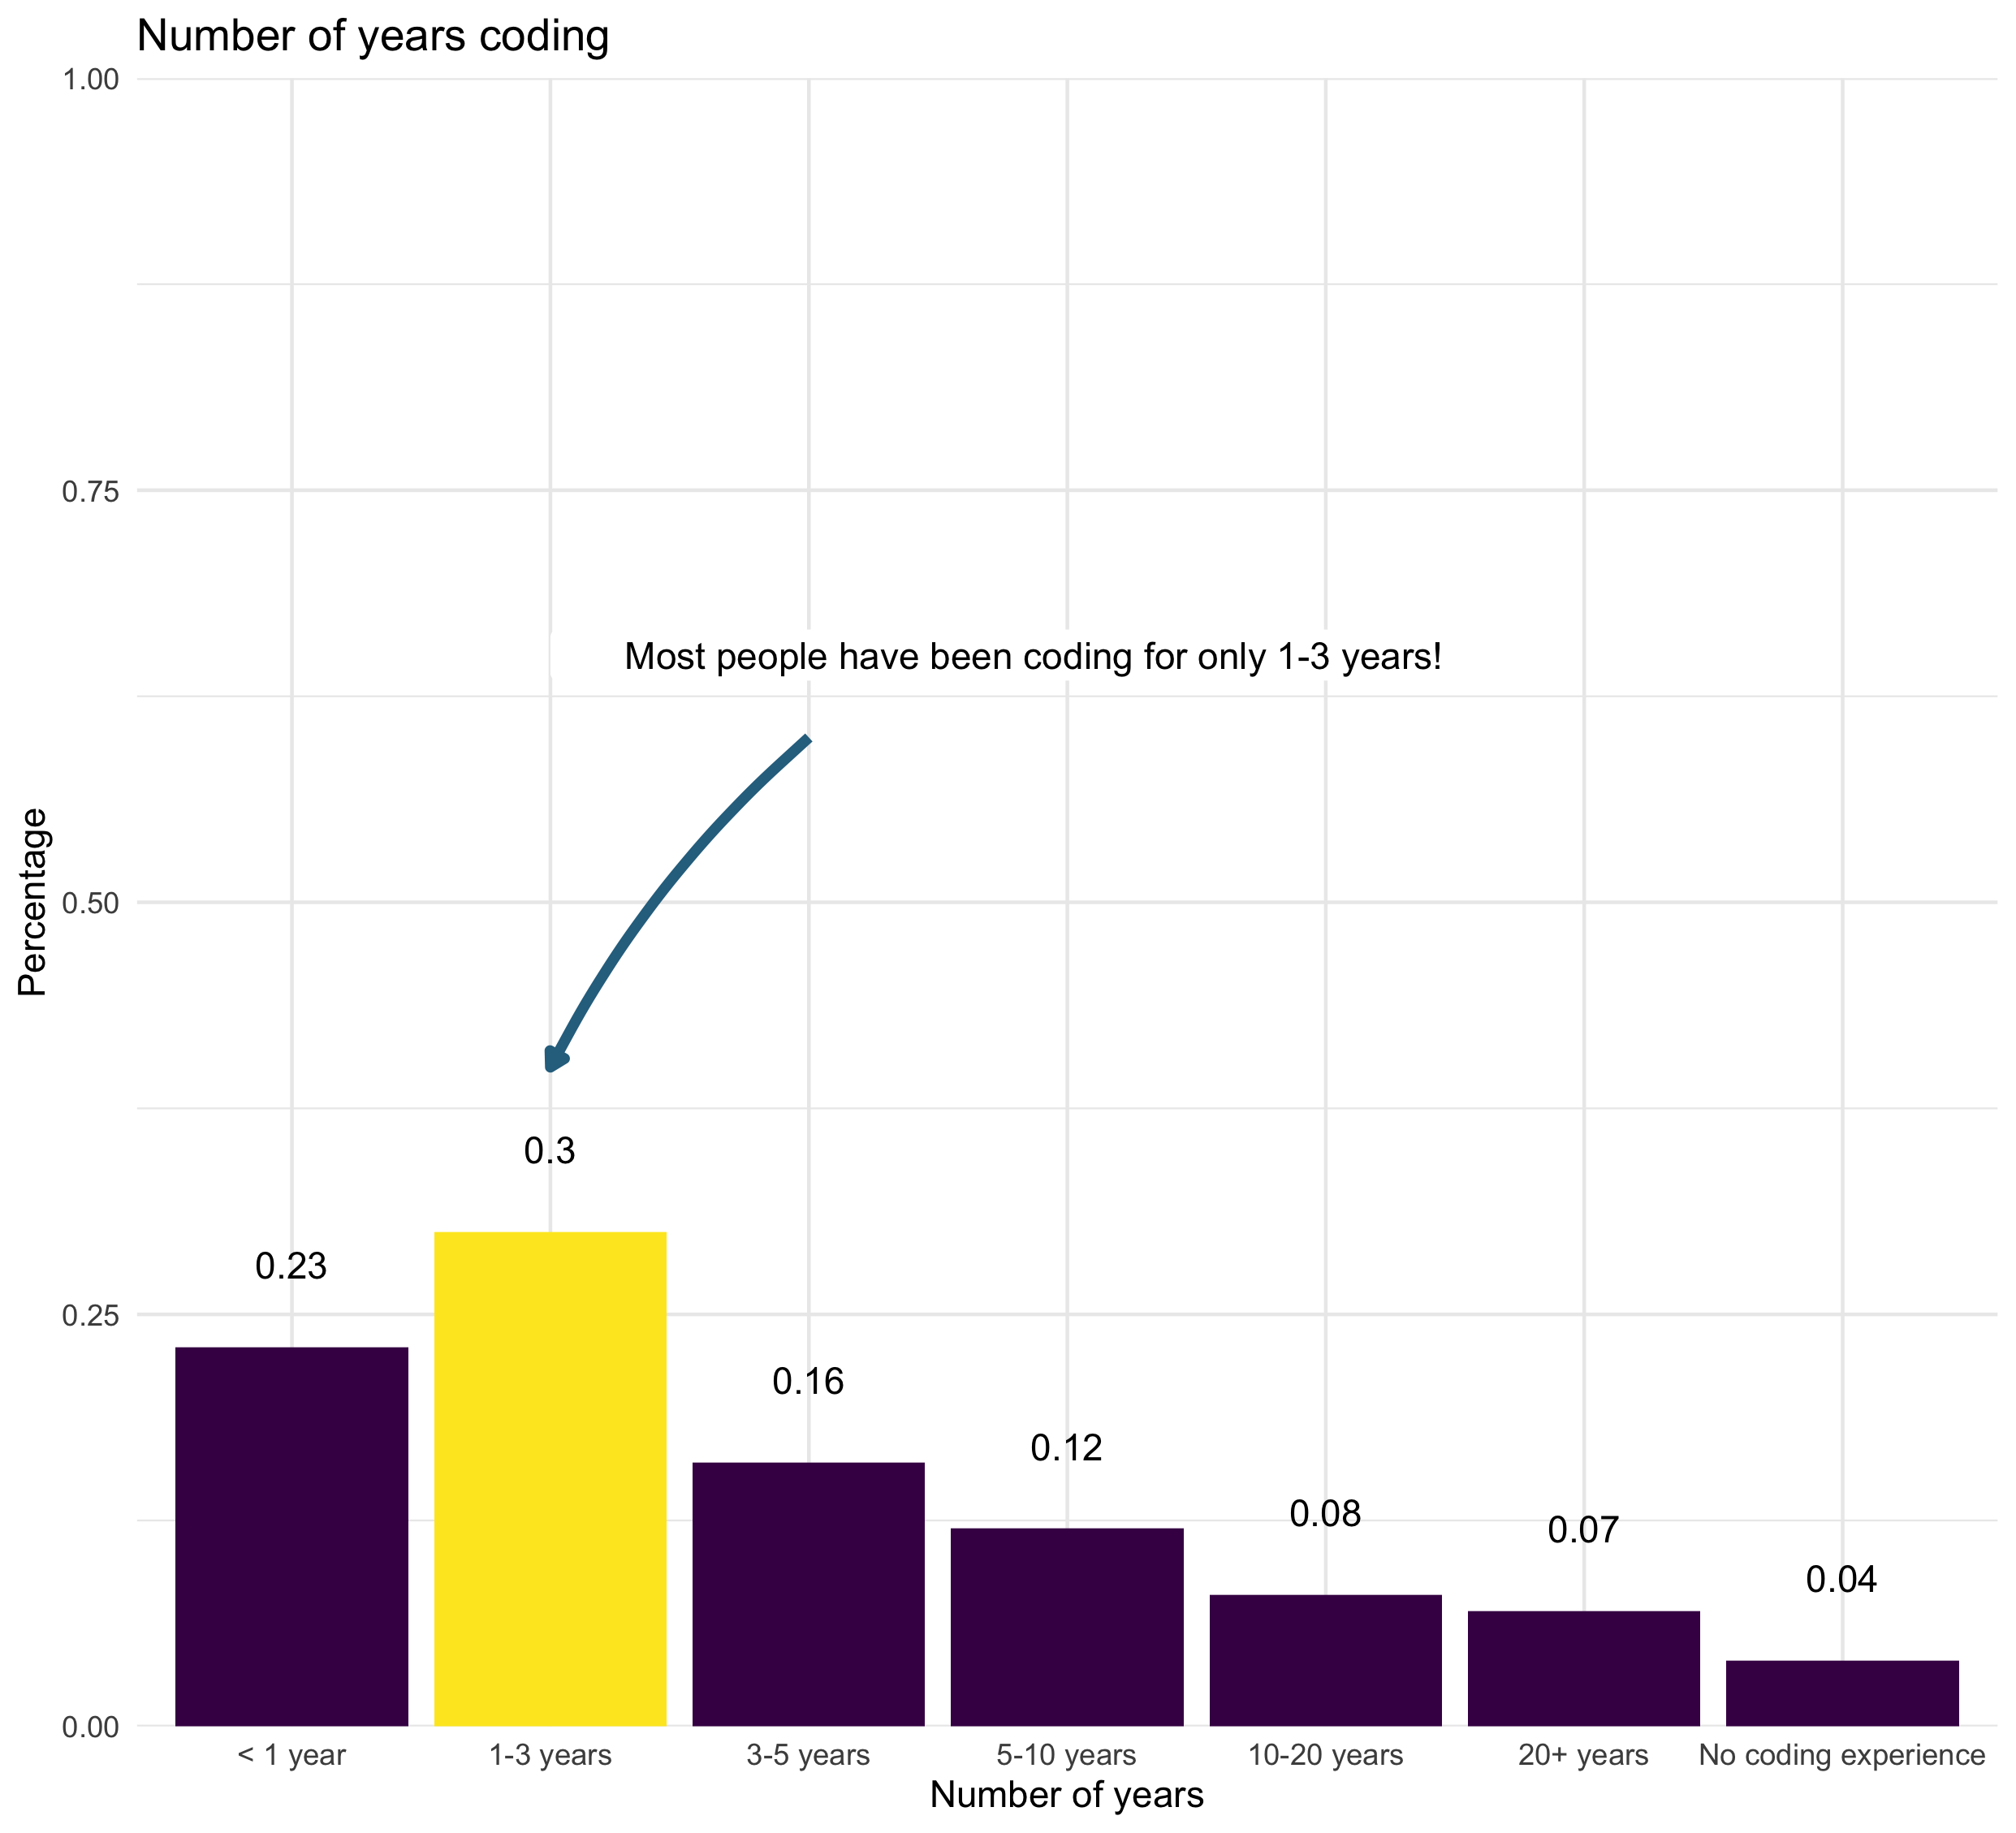 Number of years coding
1.00
0.75
0.50
0.25
0.00
Percentage
Most people have been coding for only 1-3 years!
0.23
0.3
0.16
0.12
0.08
0.07
0.04
< 1 year
1-3 years
3-5 years
5-10 years
10-20 years
20+ years
No coding experience
Number of years